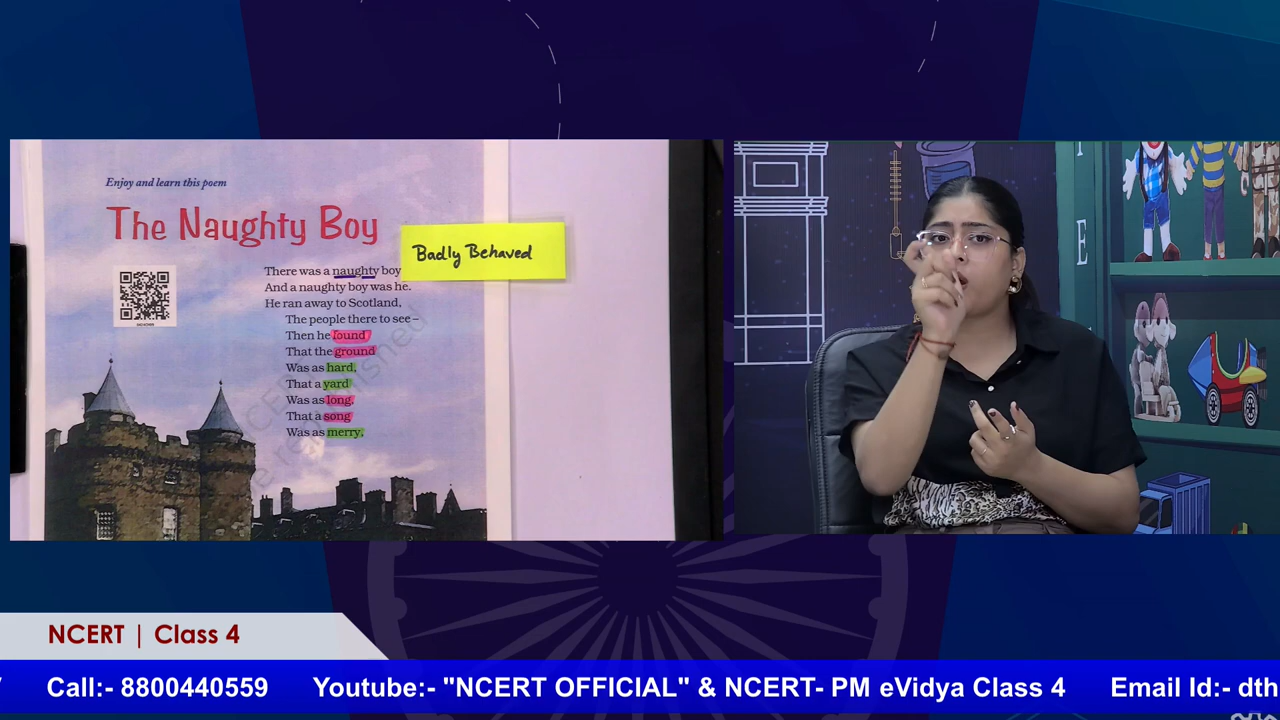 Enjoy and learn this poem
The Naughty Boy
Badly Behaved
There was a naughty boy
And a naughty boy was he.
He ran away to Scotland,
The people there to see –
Then he found
That the ground
Was as hard,
That a yard
Was as long,
That a song
Was as merry,
E
NCERT | Class 4
Call:- 8800440559 Youtube:- "NCERT OFFICIAL" & NCERT- PM eVidya Class 4 Email Id:- dth